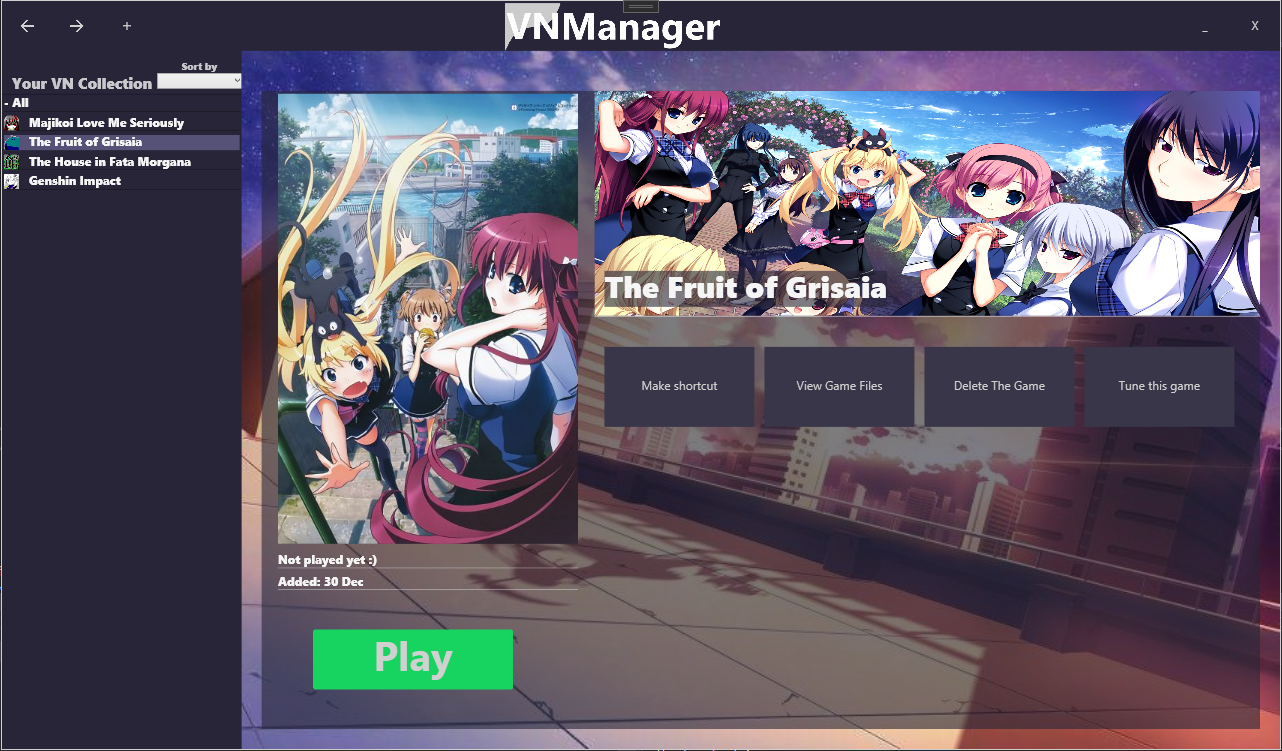 VNManager
X
Sort by
Your VN Collection
- All
Majikoi Love Me Seriously
The Fruit of Grisaia
The House in Fata Morgana
Genshin Impact
The Fruit of Grisaia
Make shortcut
View Game Files
Delete The Game
Tune this game
Not played yet :)
Added: 30 Dec
Play